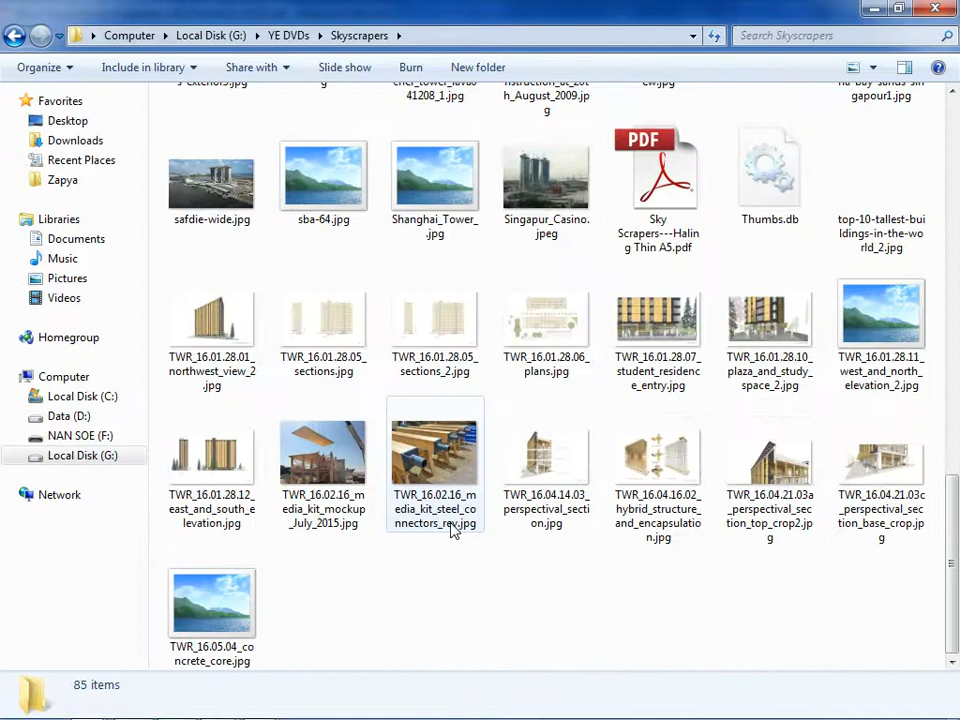 Computer Local Disk (G:) YE DVDs Skyscrapers
Search Skyscrapers
Organize Include in library Share with Slide show Burn New folder
Favorites
Desktop
Downloads
Recent Places
Zapya
Libraries
Documents
Music
Pictures
Videos
Homegroup
Computer
Local Disk (C:)
Data (D:)
NAN SOE (F:)
Local Disk (G:)
Network
41208_1.jpg
h_August_2009.jp
g
gapour1.jpg
safdie-wide.jpg
sba-64.jpg
Shanghai_Tower_
.jpg
Singapur_Casino.
jpeg
PDF
Sky
Scrapers---Halin
g Thin A5.pdf
Thumbs.db
top-10-tallest-bui
ldings-in-the-wo
rld_2.jpg
TWR_16.01.28.01_
northwest_view_2
.jpg
TWR_16.01.28.05_
sections.jpg
TWR_16.01.28.05_
sections_2.jpg
TWR_16.01.28.06_
plans.jpg
TWR_16.01.28.07_
student_residenc
e_entry.jpg
TWR_16.01.28.10_
plaza_and_study_
space_2.jpg
TWR_16.01.28.11_
west_and_north_
elevation_2.jpg
TWR_16.01.28.12_
east_and_south_e
levation.jpg
TWR_16.02.16_m
edia_kit_mockup
_July_2015.jpg
TWR_16.02.16_m
edia_kit_steel_co
nnectors_rev.jpg
TWR_16.04.14.03_
perspectival_secti
on.jpg
TWR_16.04.16.02_
hybrid_structure_
and_encapsulatio
n.jpg
TWR_16.04.21.03a
_perspectival_sec
tion_top_crop2.jp
g
TWR_16.04.21.03c
_perspectival_sec
tion_base_crop.jp
g
TWR_16.05.04_co
ncrete_core.jpg
85 items